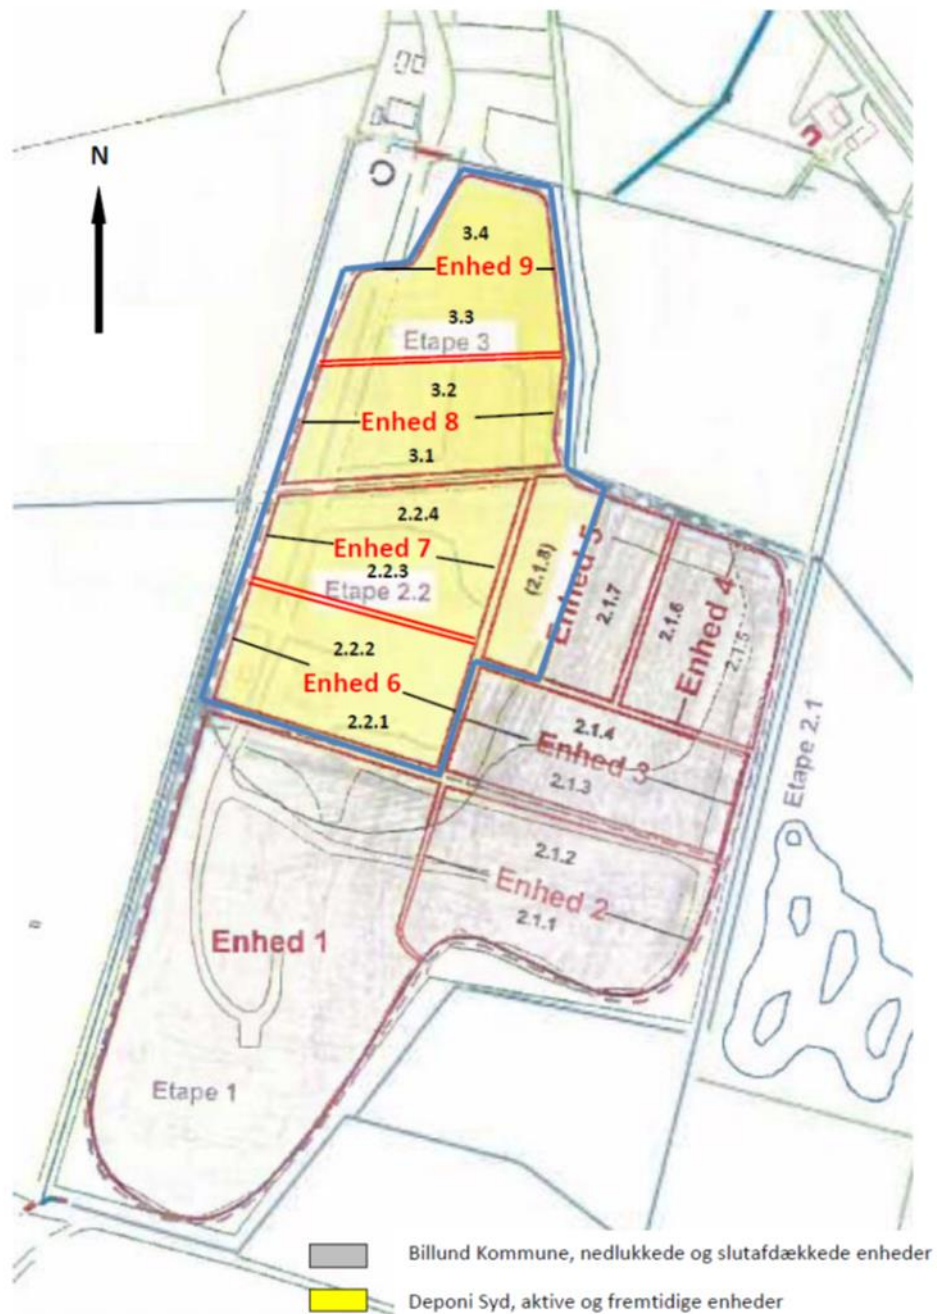 N
3.4
Enhed 9
3.3
Etape 3
3.2
Enhed 8
3.1
2.2.4
Enhed 7
2.2.3
Etape 2.2
2.2.2
Enhed 6
2.2.1
(2.1.8)
Enhed 5
2.1.7
2.1.6
Enhed 4
2.1.5
2.1.4
Enhed 3
2.1.3
Etape 2.1
2.1.2
Enhed 2
2.1.1
Enhed 1
Etape 1
Billund Kommune, nedlukkede og slutafdækkede enheder
Deponi Syd, aktive og fremtidige enheder